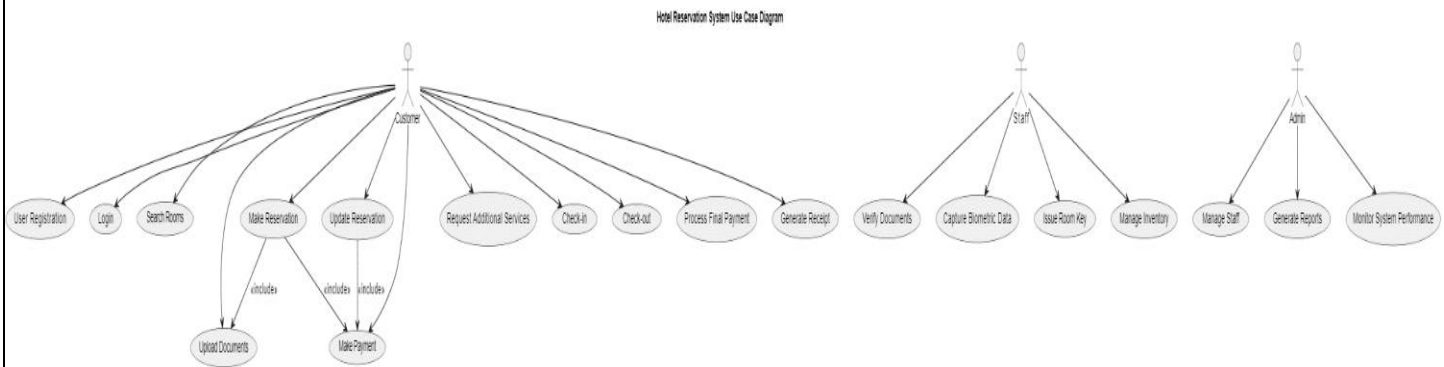 Hotel Reservation System Use Case Diagram
Customer
Staff
Admin
User Registration
Login
Search Rooms
Make Reservation
Update Reservation
Request Additional Services
Check-in
Check-out
Process Final Payment
Generate Receipt
Verify Documents
Capture Biometric Data
Issue Room Key
Manage Inventory
Manage Staff
Generate Reports
Monitor System Performance
«include»
«include»
«include»
Upload Documents
Make Payment